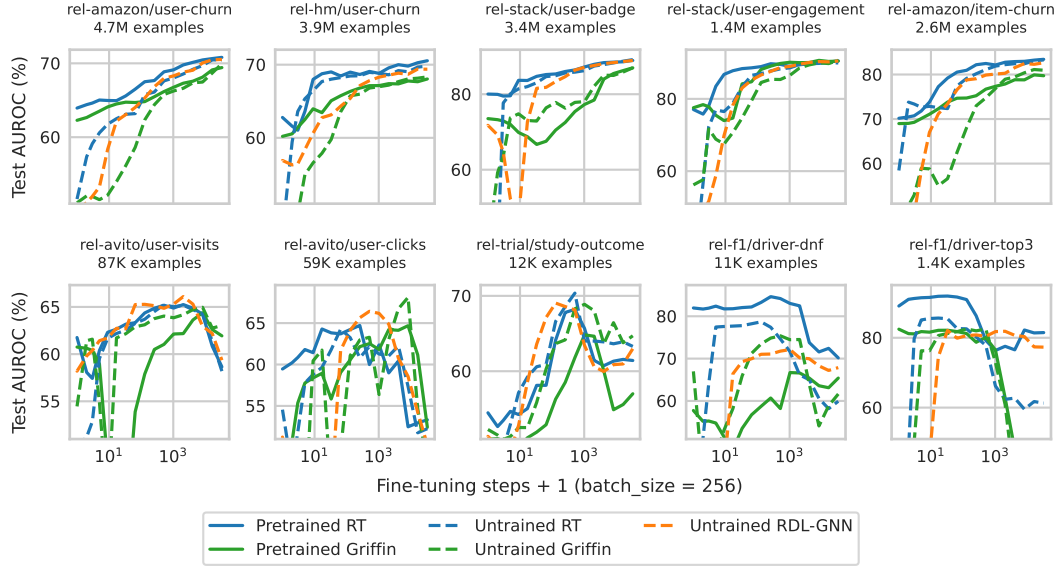 rel-amazon/user-churn
4.7M examples
rel-hm/user-churn
3.9M examples
rel-stack/user-badge
3.4M examples
rel-stack/user-engagement
1.4M examples
rel-amazon/item-churn
2.6M examples
Test AUROC (%)
70
60
70
60
80
60
80
60
80
70
60
rel-avito/user-visits
87K examples
rel-avito/user-clicks
59K examples
rel-trial/study-outcome
12K examples
rel-f1/driver-dnf
11K examples
rel-f1/driver-top3
1.4K examples
Test AUROC (%)
65
60
55
65
60
55
70
60
80
70
60
80
60
10¹ 10³
10¹ 10³
10¹ 10³
10¹ 10³
10¹ 10³
Fine-tuning steps + 1 (batch_size = 256)
Pretrained RT
Untrained RT
Untrained RDL-GNN
Pretrained Griffin
Untrained Griffin